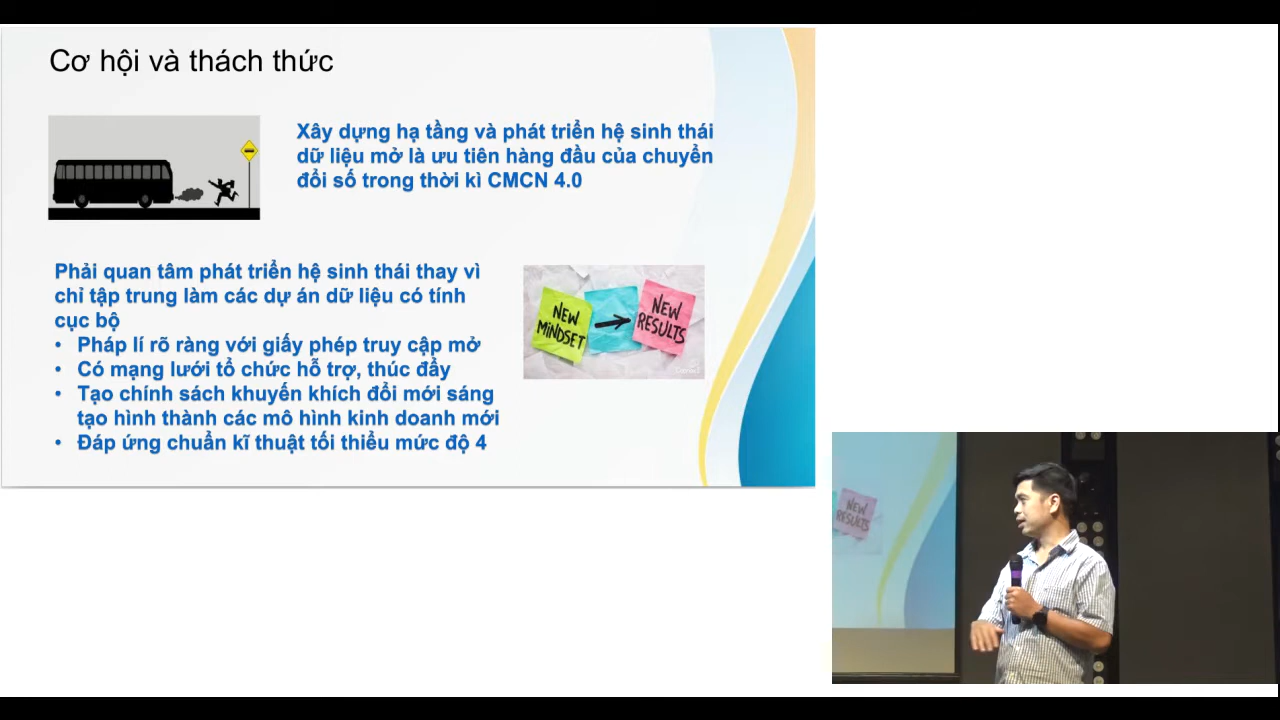 Cơ hội và thách thức
Xây dựng hạ tầng và phát triển hệ sinh thái
dữ liệu mở là ưu tiên hàng đầu của chuyển
đổi số trong thời kì CMCN 4.0
Phải quan tâm phát triển hệ sinh thái thay vì
chỉ tập trung làm các dự án dữ liệu có tính
cục bộ
• Pháp lí rõ ràng với giấy phép truy cập mở
• Có mạng lưới tổ chức hỗ trợ, thúc đẩy
• Tạo chính sách khuyến khích đổi mới sáng
tạo hình thành các mô hình kinh doanh mới
• Đáp ứng chuẩn kĩ thuật tối thiểu mức độ 4
NEW
MINDSET
NEW
RESULTS
NEW
RESULTS